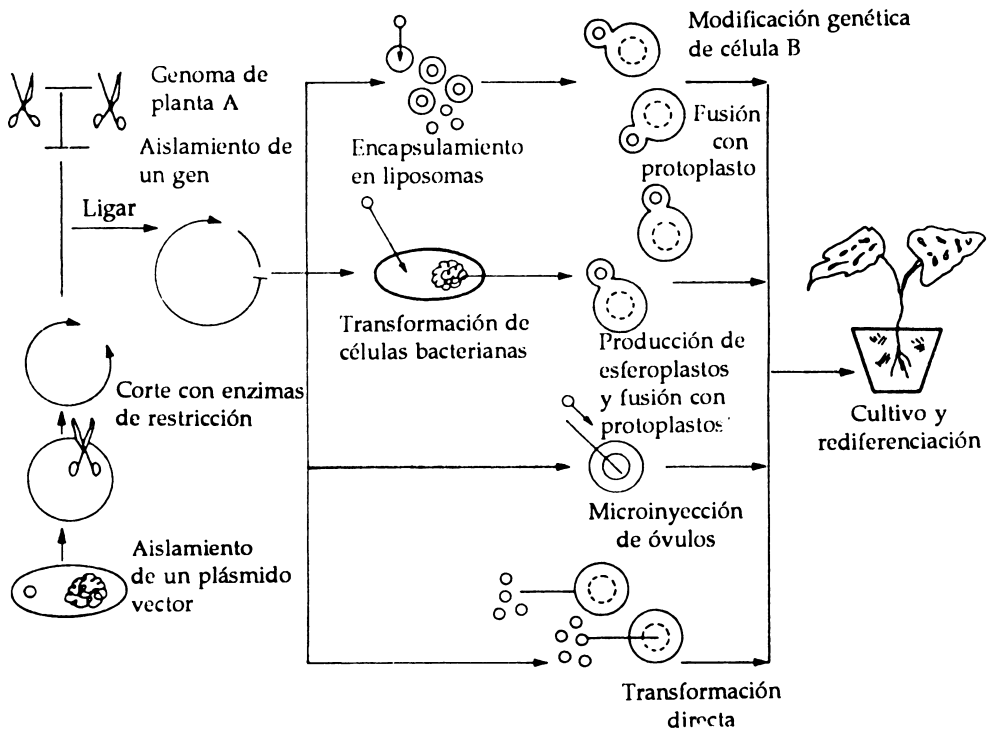 Genoma de
planta A
Aislamiento de
un gen
Ligar
Corte con enzimas
de restricción
Aislamiento
de un plásmido
vector
Encapsulamiento
en liposomas
Transformación de
células bacterianas
Modificación genética
de célula B
Fusión
con
protoplasto
Producción de
esferoplastos
y fusión con
protoplastos
Microinyección
de óvulos
Transformación
directa
Cultivo y
rediferenciación